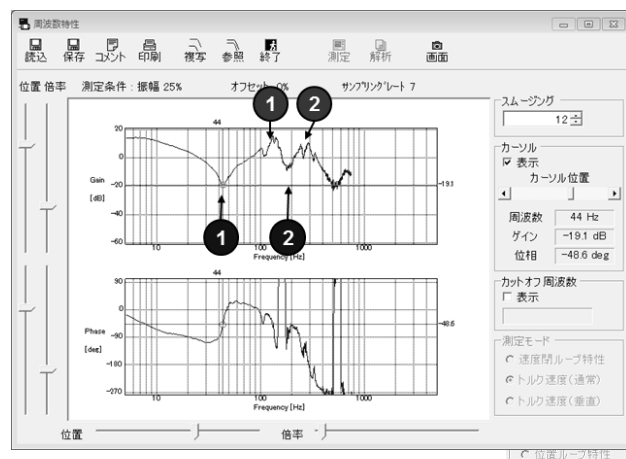 周波数特性
読込 保存 コメント 印刷 複写 参照 終了 測定 解析 画面
位置 倍率 測定条件 : 振幅 25% オフセット 0% サンプリングレート 7
1 2
44
20
0
Gain -20 -19.1
[dB]
-40
-60
10 100 1000
Frequency [Hz]
1 2
44
90
0
Phase -90 -48.6
[deg]
-180
-270
10 100 1000
Frequency [Hz]
位置 倍率
スムージング
12
カーソル
表示
カーソル位置
周波数 44 Hz
ゲイン -19.1 dB
位相 -48.6 deg
カットオフ周波数
表示
測定モード
速度閉ループ特性
トルク速度(通常)
トルク速度(垂直)
位置ループ特性